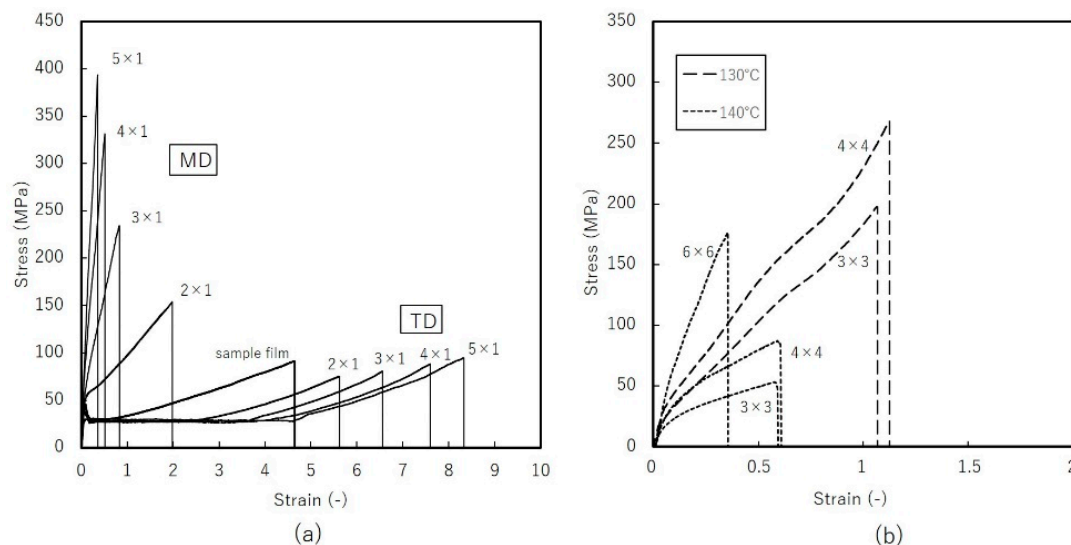 450
400
350
300
250
200
150
100
50
0
Stress (MPa)
5×1
4×1
MD
3×1
2×1
TD
sample film
2×1
3×1
4×1
5×1
0 1 2 3 4 5 6 7 8 9 10
Strain (-)
(a)
350
300
250
200
150
100
50
0
Stress (MPa)
130°C
140°C
4×4
6×6
3×3
4×4
3×3
0 0.5 1 1.5 2
Strain (-)
(b)